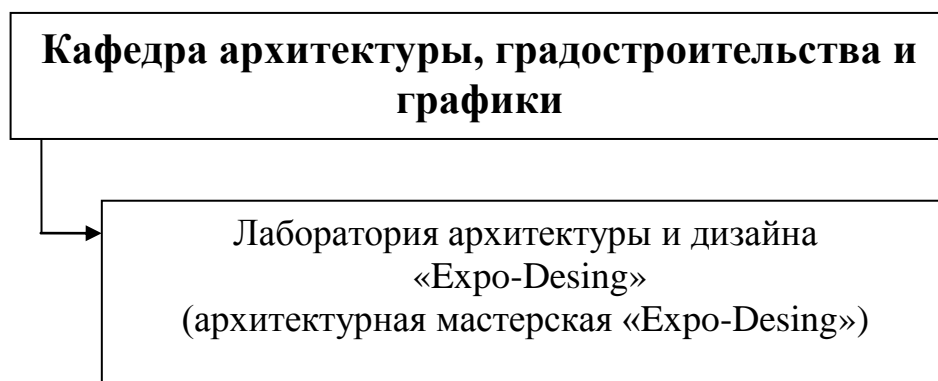 Кафедра архитектуры, градостроительства и
графики
Лаборатория архитектуры и дизайна
«Expo-Desing»
(архитектурная мастерская «Expo-Desing»)